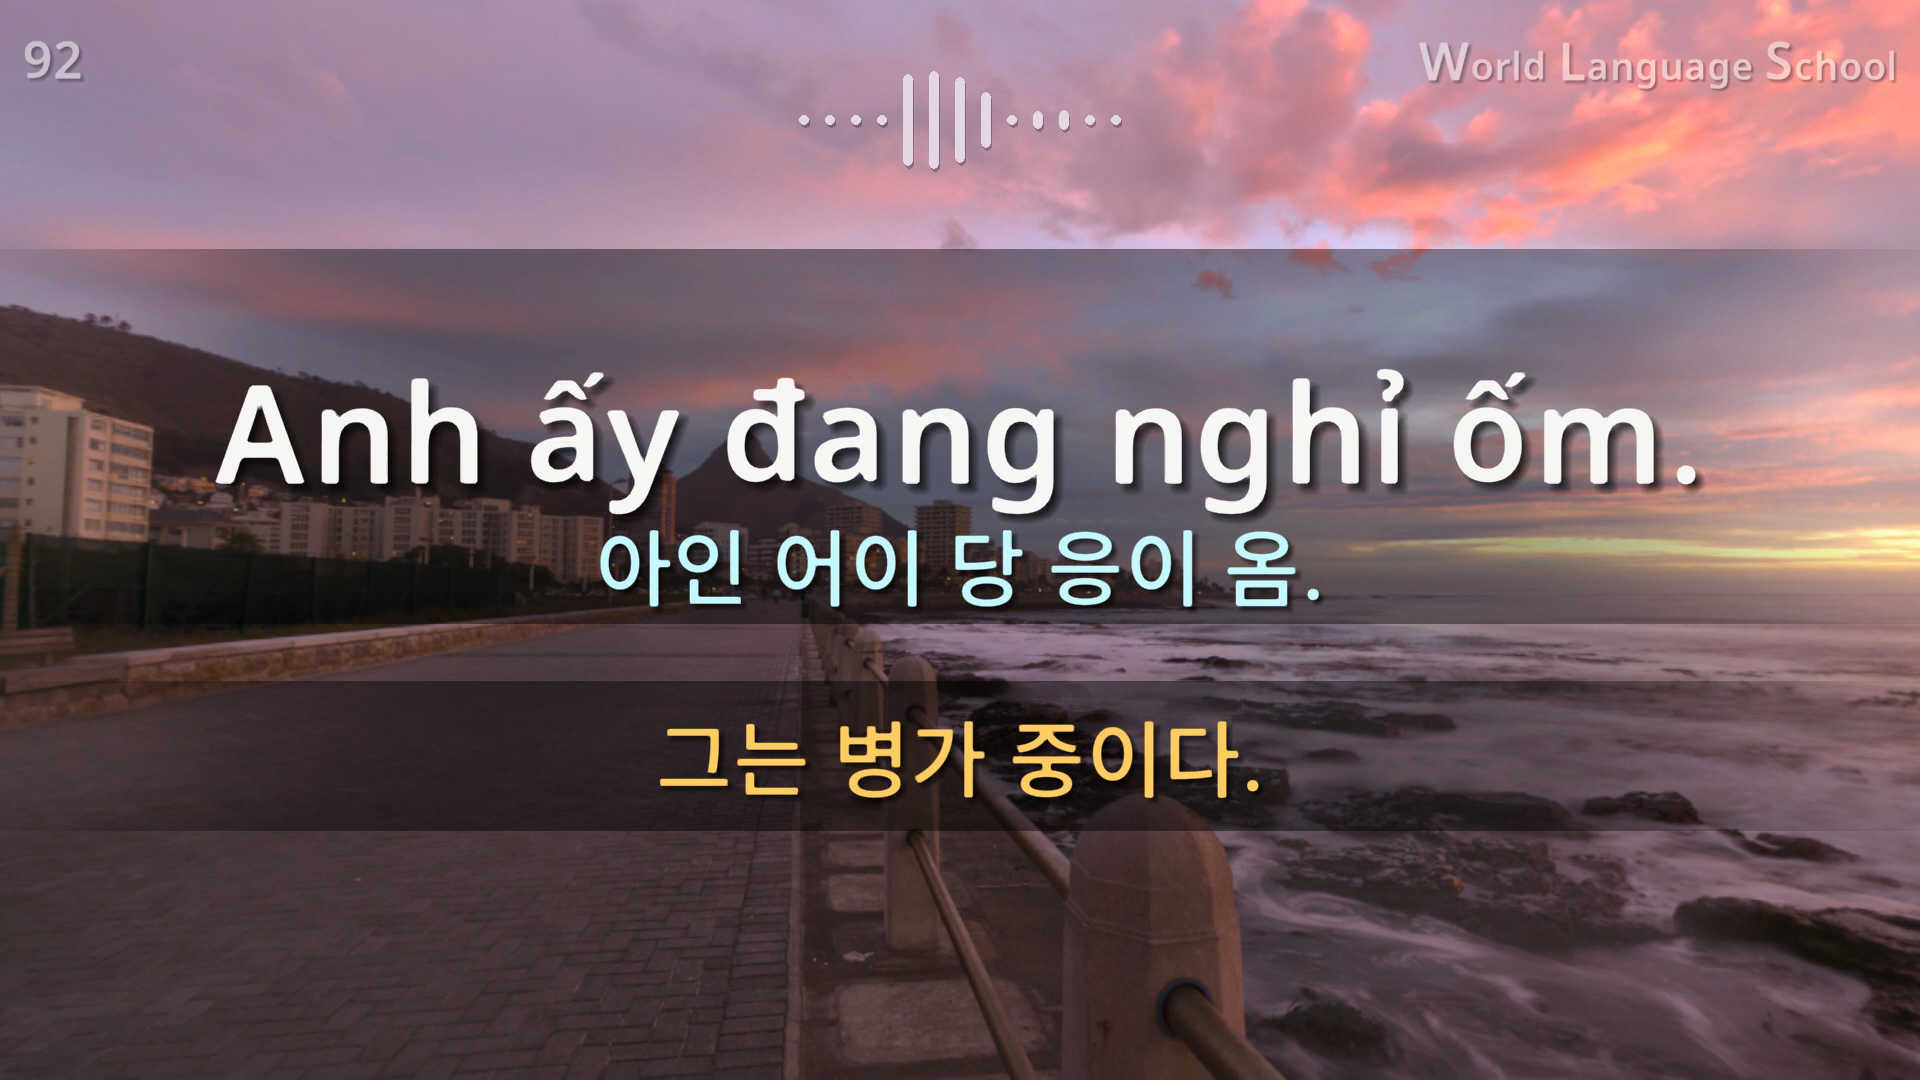 92
World Language School
Anh ấy đang nghỉ ốm.
아인 어이 당 응이 옴.
그는 병가 중이다.